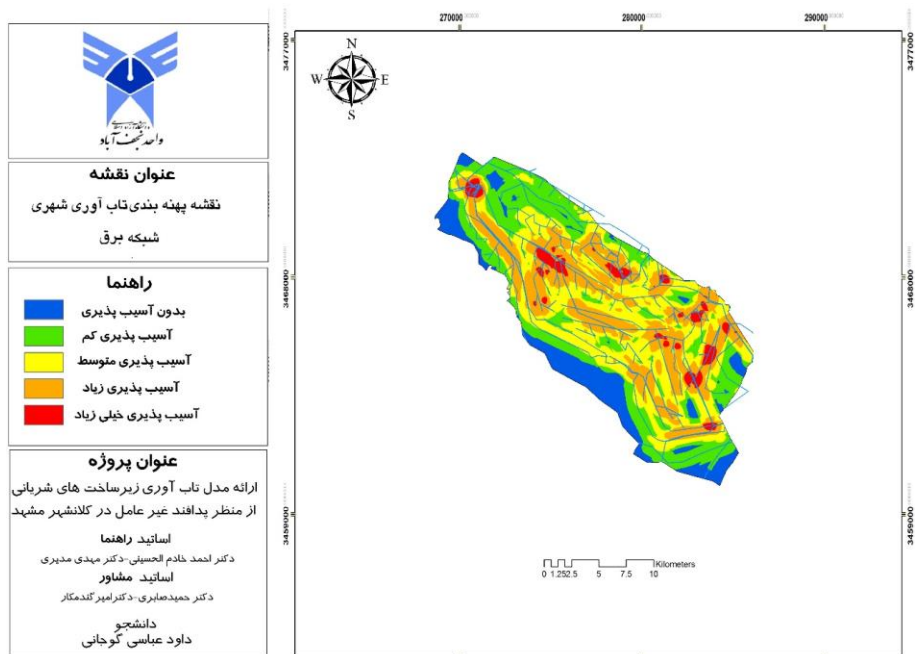 واحد نجف آباد
عنوان نقشه
نقشه پهنه بندی تاب آوری شهری
شبکه برق
راهنما
بدون آسیب پذیری
آسیب پذیری کم
آسیب پذیری متوسط
آسیب پذیری زیاد
آسیب پذیری خیلی زیاد
عنوان پروژه
ارائه مدل تاب آوری زیرساخت های شریانی
از منظر پدافند غیر عامل در کلانشهر مشهد
اساتید راهنما
دکتر احمد خادم الحسینی-دکتر مهدی مدیری
اساتید مشاور
دکتر حمیدصابری-دکترامیر گندمکار
دانشجو
داود عباسی گوجانی
270000 280000 290000
3477000 3477000
N
W E
S
3468000 3468000
3459000 3459000
Kilometers
0 1.252.5 5 7.5 10